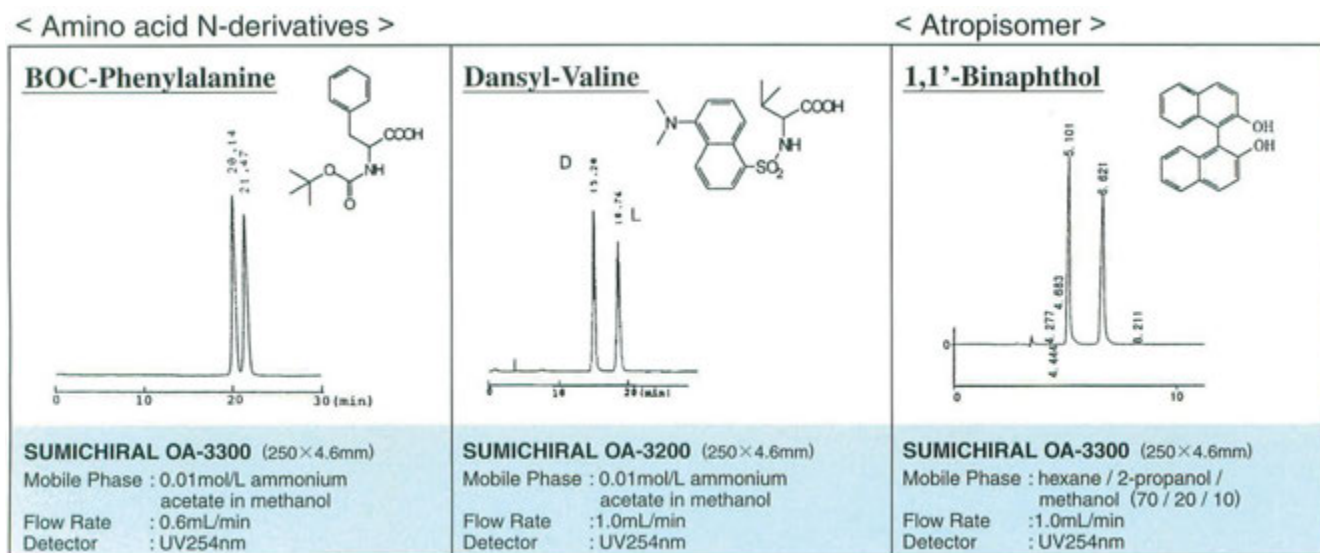 < Amino acid N-derivatives >
< Atropisomer >
BOC-Phenylalanine
20.14
21.47
COOH
O
NH
O
0 10 20 30(min)
SUMICHIRAL OA-3300 (250×4.6mm)
Mobile Phase : 0.01mol/L ammonium
acetate in methanol
Flow Rate : 0.6mL/min
Detector : UV254nm
Dansyl-Valine
N
COOH
NH
SO2
D
L
0 10 20 (min)
SUMICHIRAL OA-3200 (250×4.6mm)
Mobile Phase : 0.01mol/L ammonium
acetate in methanol
Flow Rate : 1.0mL/min
Detector : UV254nm
1,1’-Binaphthol
OH
OH
5.101
6.621
4.683
4.277
4.444
8.211
0
0 10
SUMICHIRAL OA-3300 (250×4.6mm)
Mobile Phase : hexane / 2-propanol /
methanol (70 / 20 / 10)
Flow Rate : 1.0mL/min
Detector : UV254nm